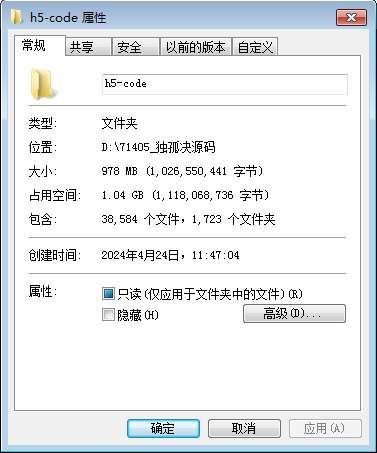 h5-code 属性
常规 共享 安全 以前的版本 自定义
h5-code
类型: 文件夹
位置: D:\71405_独孤决源码
大小: 978 MB (1,026,550,441 字节)
占用空间: 1.04 GB (1,118,068,736 字节)
包含: 38,584 个文件，1,723 个文件夹
创建时间: 2024年4月24日，11:47:04
属性: 只读(仅应用于文件夹中的文件)(R)
隐藏(H) 高级(D)...
确定 取消 应用(A)